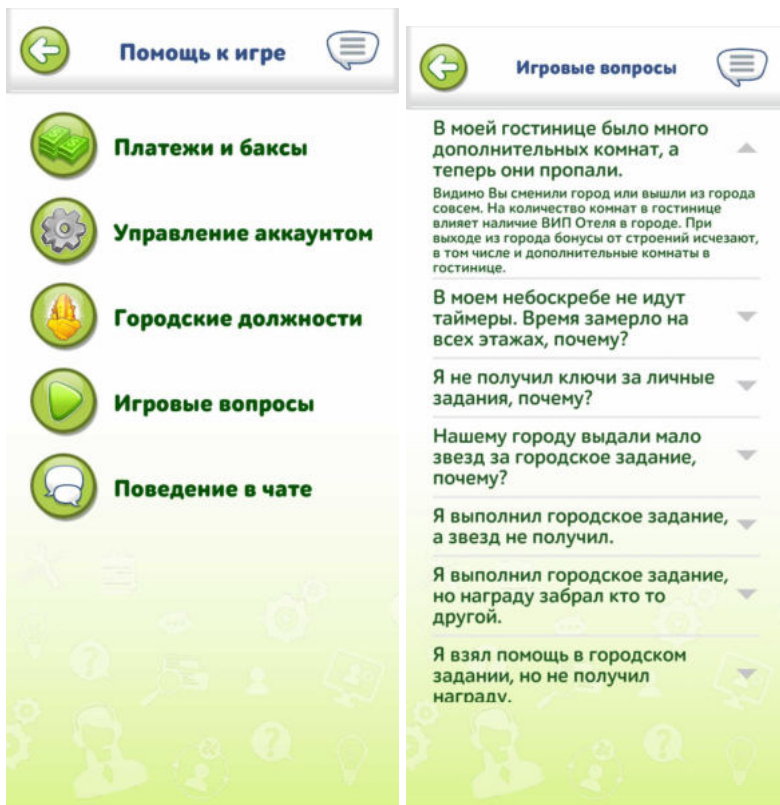 Помощь к игре
Платежи и баксы
Управление аккаунтом
Городские должности
Игровые вопросы
Поведение в чате
Игровые вопросы
В моей гостинице было много
дополнительных комнат, а
теперь они пропали.
Видимо Вы сменили город или вышли из города
совсем. На количество комнат в гостинице
влияет наличие ВИП Отеля в городе. При
выходе из города бонусы от строений исчезают,
в том числе и дополнительные комнаты в
гостинице.
В моем небоскребе не идут
таймеры. Время замерло на
всех этажах, почему?
Я не получил ключи за личные
задания, почему?
Нашему городу выдали мало
звезд за городское задание,
почему?
Я выполнил городское задание,
а звезд не получил.
Я выполнил городское задание,
но награду забрал кто то
другой.
Я взял помощь в городском
задании, но не получил
награду.